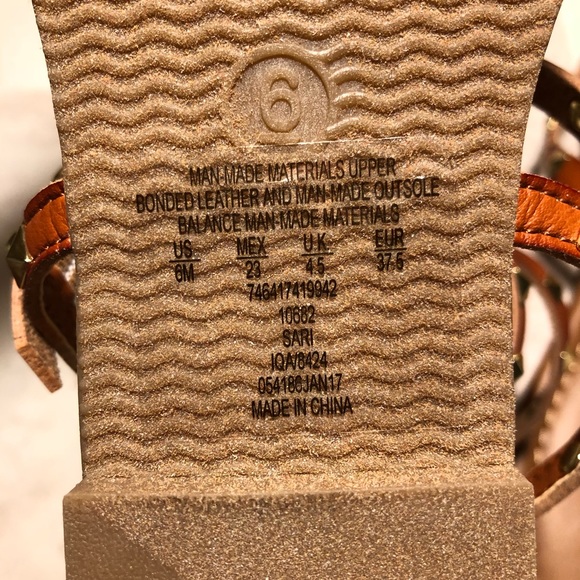 6
MAN-MADE MATERIALS UPPER
BONDED LEATHER AND MAN MADE OUTSOLE
BALANCE MAN-MADE MATERIALS
US MEX U.K EUR
6M 23 4.5 37.5
746417419942
10682
SARI
IQA/8424
054186JAN17
MADE IN CHINA